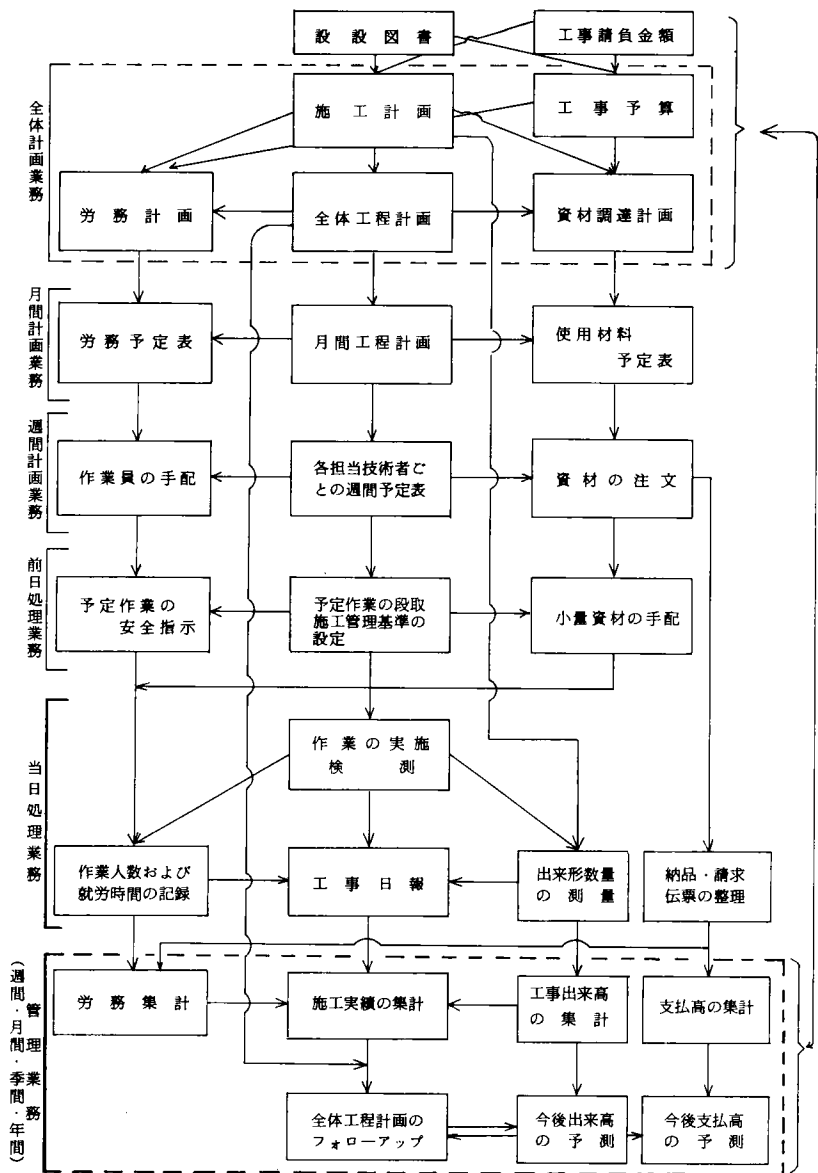 設設図書
工事請負金額
全体計画業務
施工計画
工事予算
労務計画
全体工程計画
資材調達計画
月間計画業務
労務予定表
月間工程計画
使用材料
予定表
週間計画業務
作業員の手配
各担当技術者ご
との週間予定表
資材の注文
前日処理業務
予定作業の
安全指示
予定作業の段取
施工管理基準の
設定
小量資材の手配
当日処理業務
作業の実施
検測
作業人数および
就労時間の記録
工事日報
出来形数量
の測量
納品・請求
伝票の整理
管理業務
(週間・月間・季間・年間)
労務集計
施工実績の集計
工事出来高
の集計
支払高の集計
全体工程計画の
フォローアップ
今後出来高
の予測
今後支払高
の予測